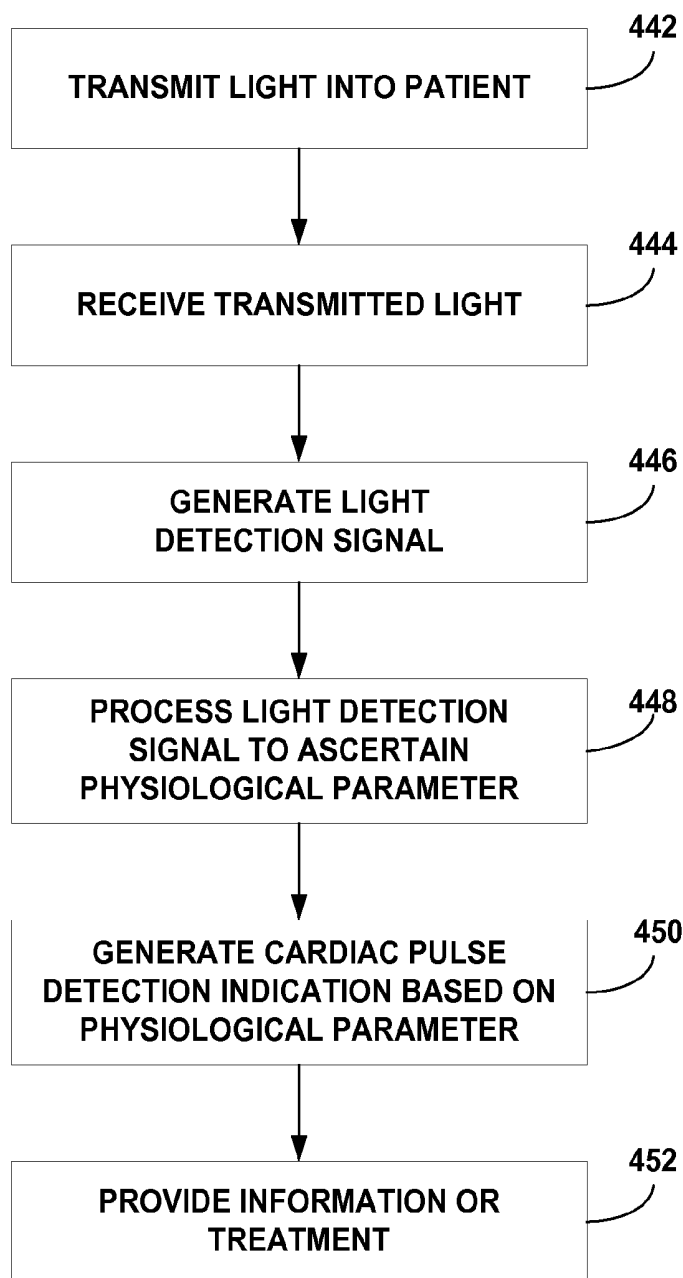 442
TRANSMIT LIGHT INTO PATIENT
444
RECEIVE TRANSMITTED LIGHT
446
GENERATE LIGHT
DETECTION SIGNAL
448
PROCESS LIGHT DETECTION
SIGNAL TO ASCERTAIN
PHYSIOLOGICAL PARAMETER
450
GENERATE CARDIAC PULSE
DETECTION INDICATION BASED ON
PHYSIOLOGICAL PARAMETER
452
PROVIDE INFORMATION OR
TREATMENT